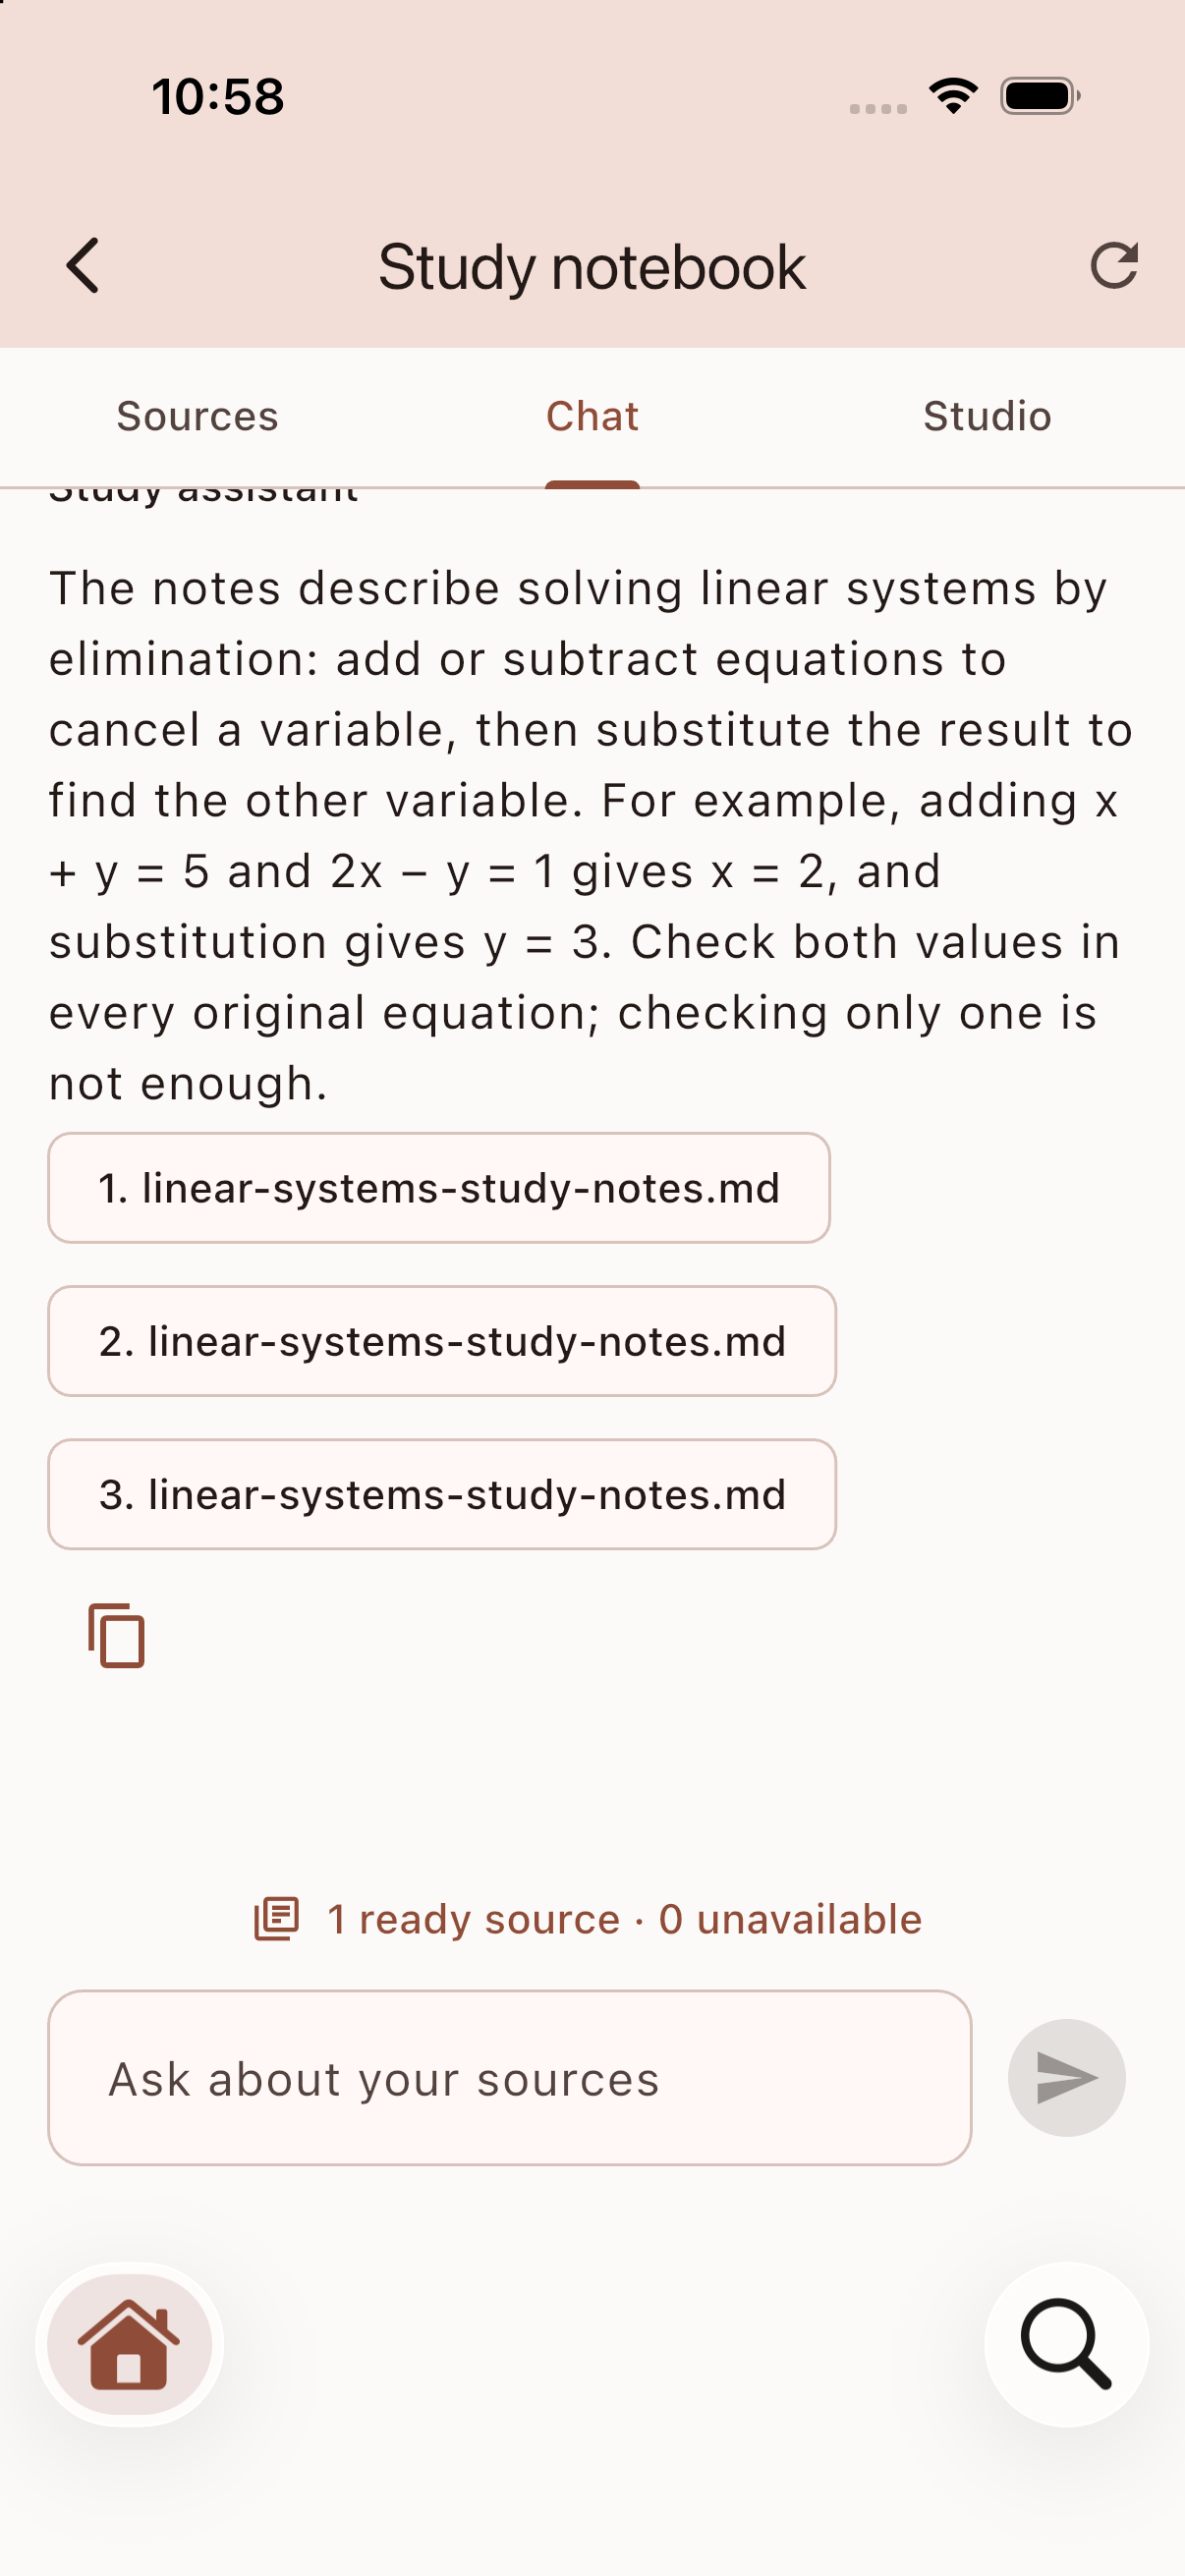 10:58
Study notebook
Sources
Chat
Studio
Study assistant
The notes describe solving linear systems by
elimination: add or subtract equations to
cancel a variable, then substitute the result to
find the other variable. For example, adding x
+ y = 5 and 2x − y = 1 gives x = 2, and
substitution gives y = 3. Check both values in
every original equation; checking only one is
not enough.
1. linear-systems-study-notes.md
2. linear-systems-study-notes.md
3. linear-systems-study-notes.md
1 ready source · 0 unavailable
Ask about your sources